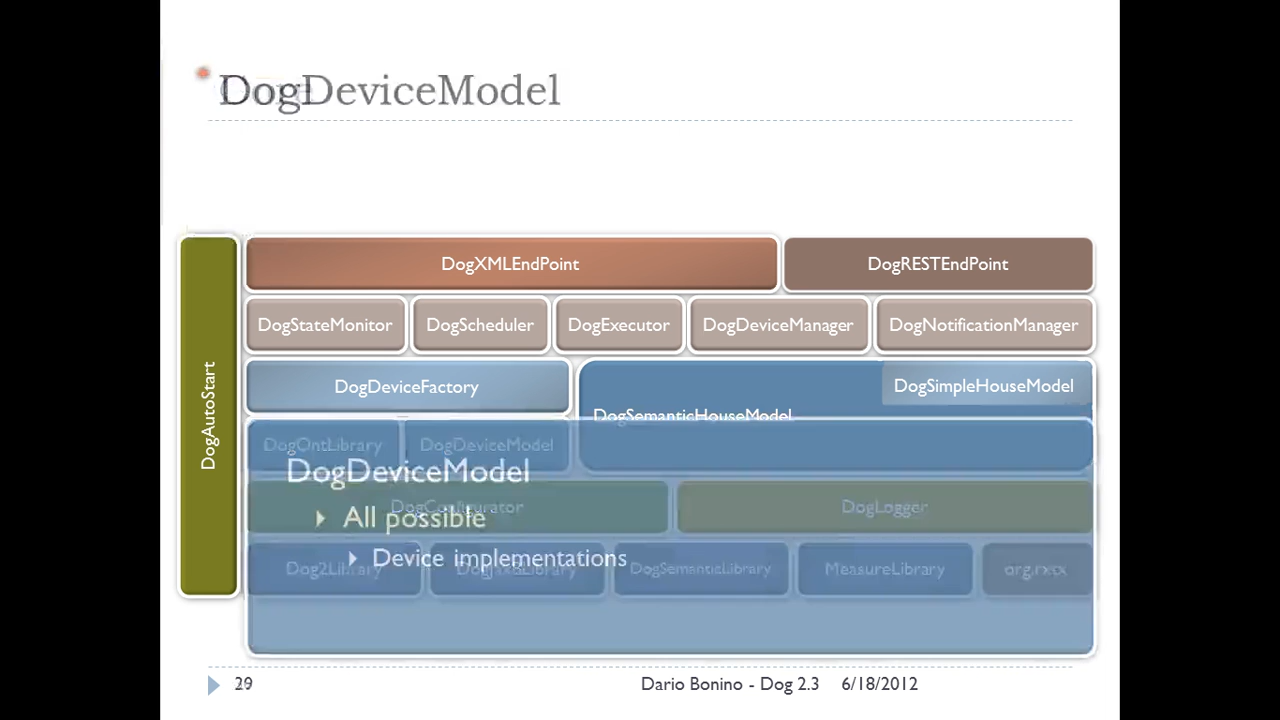 DogDeviceModel
DogXMLEndPoint
DogRESTEndPoint
DogStateMonitor
DogScheduler
DogExecutor
DogDeviceManager
DogNotificationManager
DogAutoStart
DogDeviceFactory
DogSimpleHouseModel
DogSemanticHouseModel
DogOntLibrary
DogDeviceModel
DogDeviceModel
DogConfigurator
DogLogger
All possible
Device implementations
Dog2Library
DogSemanticLibrary
MeasureLibrary
Dario Bonino - Dog 2.3
6/18/2012